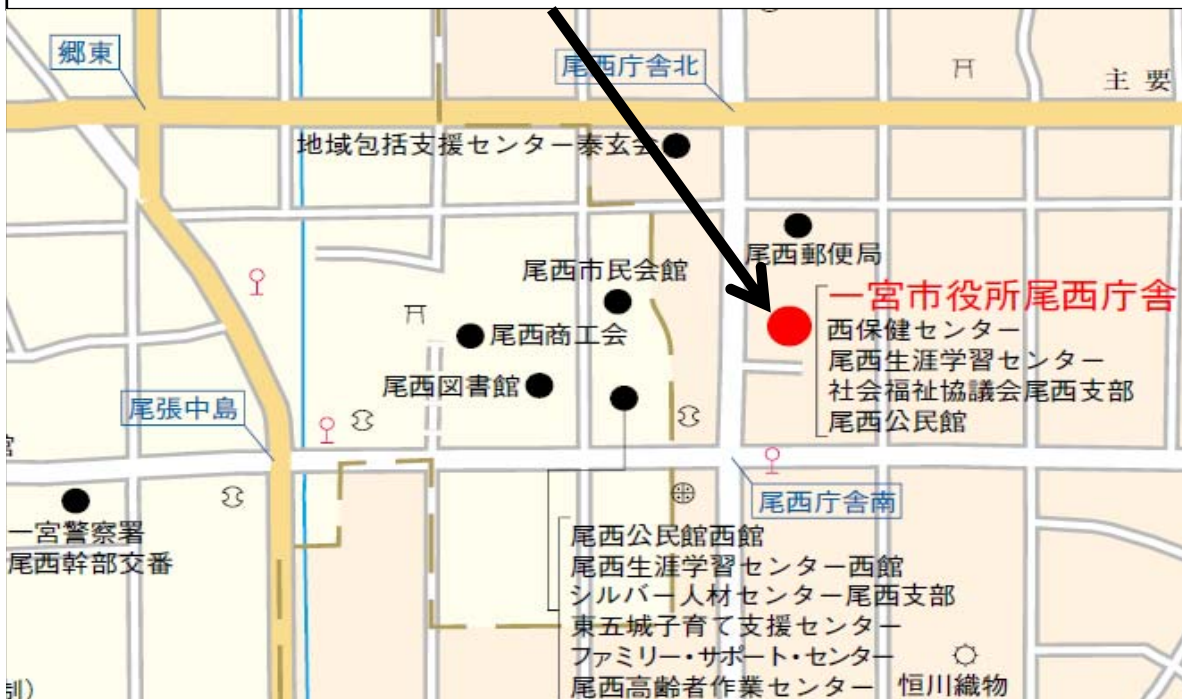 郷東
尾西庁舎北
主要
地域包括支援センター泰玄会
尾西郵便局
尾西市民会館
一宮市役所尾西庁舎
西保健センター
尾西生涯学習センター
社会福祉協議会尾西支部
尾西公民館
尾西商工会
尾西図書館
尾張中島
尾西庁舎南
一宮警察署
尾西幹部交番
尾西公民館西館
尾西生涯学習センター西館
シルバー人材センター尾西支部
東五城子育て支援センター
ファミリー・サポート・センター
尾西高齢者作業センター
恒川織物